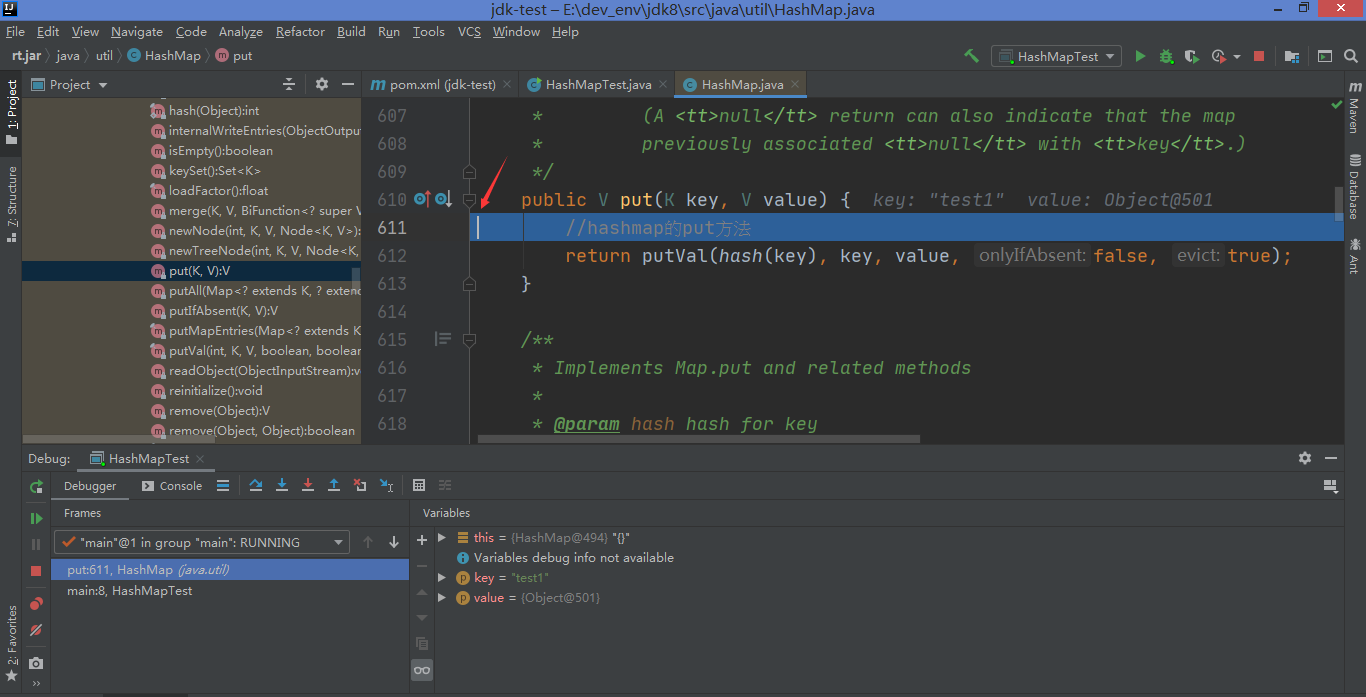 jdk-test – E:\dev_env\jdk8\src\java\util\HashMap.java
File Edit View Navigate Code Analyze Refactor Build Run Tools VCS Window Help
rt.jar java util HashMap put HashMapTest
1: Project
7: Structure
2: Favorites
Project
hash(Object):int
internalWriteEntries(ObjectOutpu
isEmpty():boolean
keySet():Set<K>
loadFactor():float
merge(K, V, BiFunction<? super V
newNode(int, K, V, Node<K, V>):
newTreeNode(int, K, V, Node<K,
put(K, V):V
putAll(Map<? extends K, ? exten
putIfAbsent(K, V):V
putMapEntries(Map<? extends K
putVal(int, K, V, boolean, boolean
readObject(ObjectInputStream):v
reinitialize():void
remove(Object):V
remove(Object, Object):boolean
pom.xml (jdk-test) HashMapTest.java HashMap.java
607 * (A <tt>null</tt> return can also indicate that the map
608 * previously associated <tt>null</tt> with <tt>key</tt>.)
609 */
610 public V put(K key, V value) { key: "test1" value: Object@501
611 //hashmap的put方法
612 return putVal(hash(key), key, value, onlyIfAbsent: false, evict: true);
613 }
614
615 /**
616 * Implements Map.put and related methods
617 *
618 * @param hash hash for key
Maven
Database
Ant
Debug: HashMapTest
Debugger Console
Frames
"main"@1 in group "main": RUNNING
put:611, HashMap (java.util)
main:8, HashMapTest
Variables
this = {HashMap@494} "{}"
Variables debug info not available
key = "test1"
value = {Object@501}